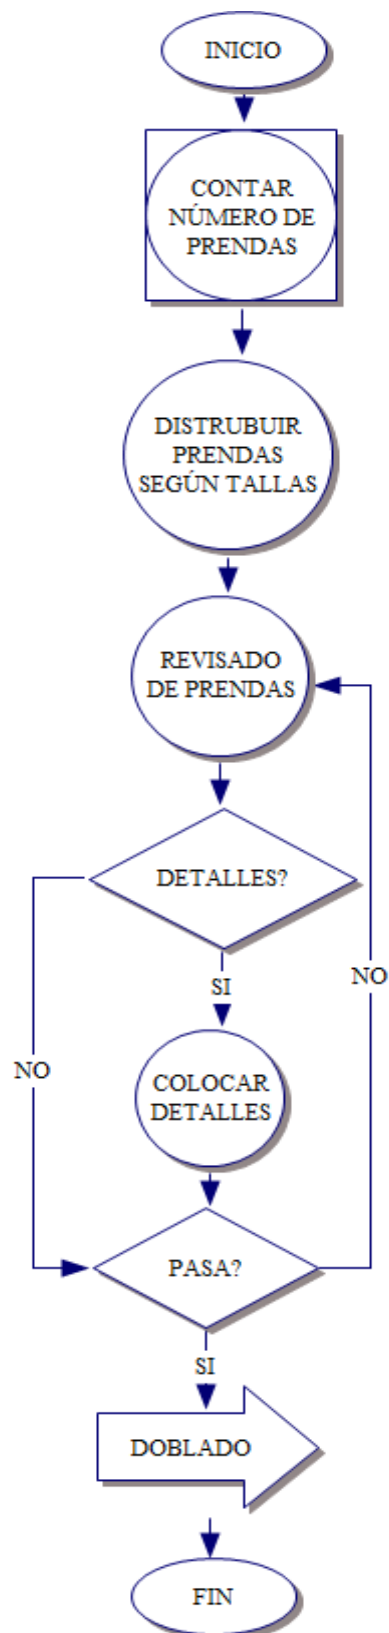 INICIO
CONTAR
NÚMERO DE
PRENDAS
DISTRUBUIR
PRENDAS
SEGÚN TALLAS
REVISADO
DE PRENDAS
DETALLES?
SI
NO
NO
COLOCAR
DETALLES
PASA?
SI
DOBLADO
FIN